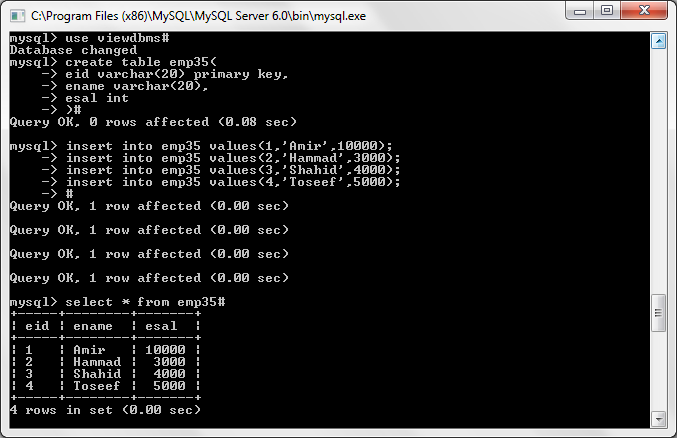 C:\Program Files (x86)\MySQL\MySQL Server 6.0\bin\mysql.exe
mysql> use viewdbms#
Database changed
mysql> create table emp35(
    -> eid varchar(20) primary key,
    -> ename varchar(20),
    -> esal int
    -> )#
Query OK, 0 rows affected (0.08 sec)

mysql> insert into emp35 values(1,'Amir',10000);
    -> insert into emp35 values(2,'Hammad',3000);
    -> insert into emp35 values(3,'Shahid',4000);
    -> insert into emp35 values(4,'Toseef',5000);
    -> #
Query OK, 1 row affected (0.00 sec)

Query OK, 1 row affected (0.00 sec)

Query OK, 1 row affected (0.00 sec)

Query OK, 1 row affected (0.00 sec)

mysql> select * from emp35#
+-----+--------+-------+
| eid | ename  | esal  |
+-----+--------+-------+
| 1   | Amir   | 10000 |
| 2   | Hammad |  3000 |
| 3   | Shahid |  4000 |
| 4   | Toseef |  5000 |
+-----+--------+-------+
4 rows in set (0.00 sec)